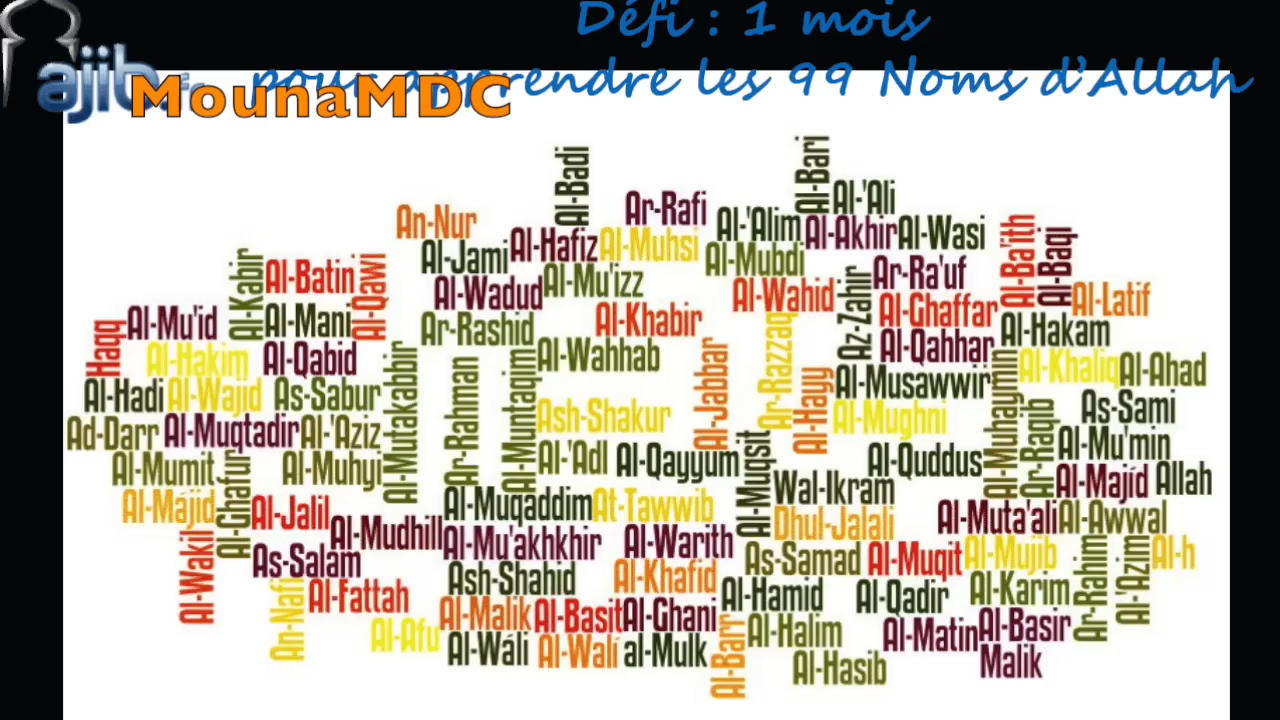 Défi : 1 mois
pour apprendre les 99 Noms d'Allah
ajib.fr
MounaMDC
Al-Badi
Al-Bari
Al-'Ali
Ar-Rafi
An-Nur
Al-'Alim
Al-Akhir
Al-Wasi
Al-Jami
Al-Hafiz
Al-Muhsi
Al-Mubdi
Al-Ba'ith
Al-Baqi
Al-Kabir
Al-Batin
Al-Qawi
Al-Wadud
Al-Mu'izz
Al-Wahid
Az-Zahir
Ar-Ra'uf
Al-Ghaffar
Al-Latif
Haqq
Al-Mu'id
Al-Mani
Ar-Rashid
Al-Khabir
Ar-Razzaq
Al-Qahhar
Al-Hakam
Al-Hakim
Al-Qabid
Al-Mutakabbir
Ar-Rahman
Al-Muntaqim
Al-Wahhab
Al-Jabbar
Al-Hayy
Al-Musawwir
Al-Muhaymin
Al-Khaliq
Al-Ahad
Al-Hadi
Al-Wajid
As-Sabur
Ash-Shakur
Al-Mughni
Ar-Raqib
As-Sami
Ad-Darr
Al-Muqtadir
Al-'Aziz
Al-'Adl
Al-Qayyum
Al-Muqsit
Al-Quddus
Al-Mu'min
Al-Mumit
Al-Ghafur
Al-Muhyi
Wal-Ikram
Al-Majíd
Allah
Al-Májid
Al-Jalil
Al-Muqaddim
At-Tawwib
Dhul-Jalali
Al-Muta'ali
Al-Awwal
Al-Wakil
Al-Mudhill
Al-Mu'akhkhir
Al-Warith
As-Samad
Al-Muqit
Al-Mujib
Ar-Rahim
Al-'Azim
Al-h
As-Salam
Ash-Shahid
Al-Khafid
Al-Hamid
Al-Qadir
Al-Karim
An-Nafi
Al-Fattah
Al-Malik
Al-Basit
Al-Ghani
Al-Barr
Al-Halim
Al-Matin
Al-Basir
Al-Afu
Al-Wáli
Al-Walí
al-Mulk
Al-Hasib
Malik